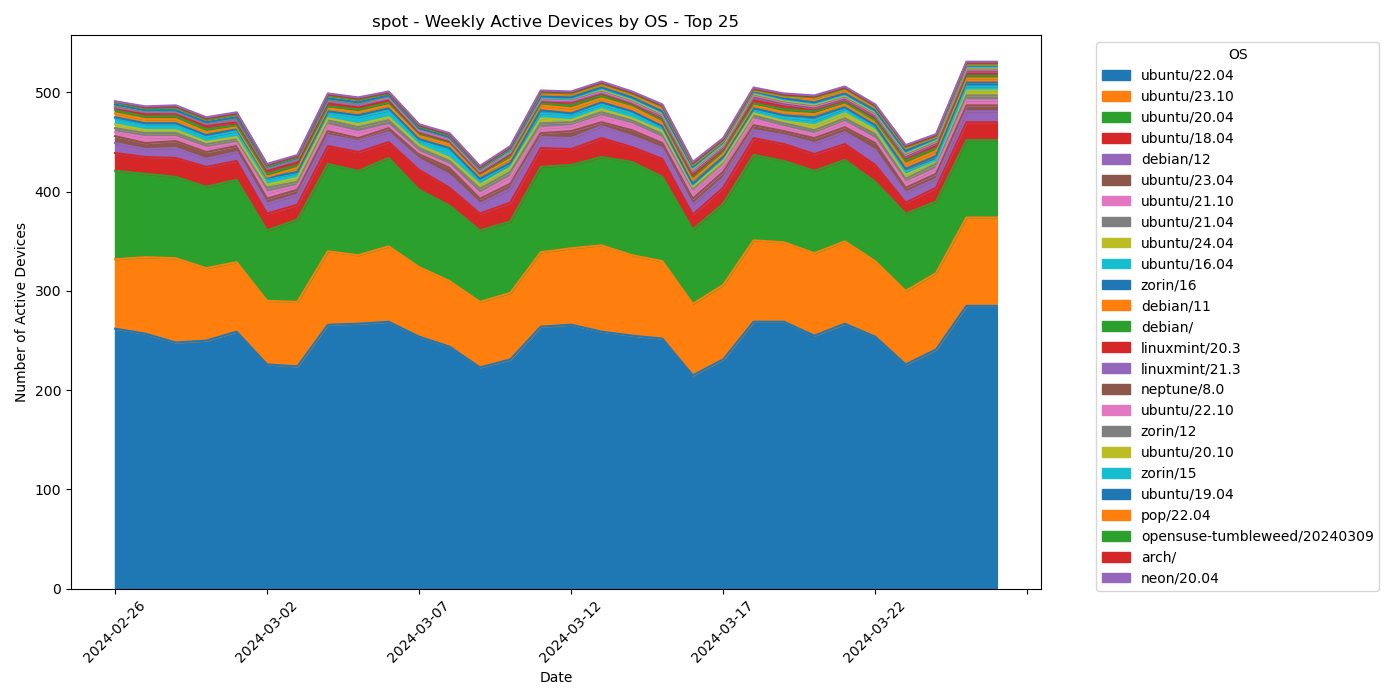 spot - Weekly Active Devices by OS - Top 25
Number of Active Devices
500
400
300
200
100
0
2024-02-26
2024-03-02
2024-03-07
2024-03-12
2024-03-17
2024-03-22
Date
OS
ubuntu/22.04
ubuntu/23.10
ubuntu/20.04
ubuntu/18.04
debian/12
ubuntu/23.04
ubuntu/21.10
ubuntu/21.04
ubuntu/24.04
ubuntu/16.04
zorin/16
debian/11
debian/
linuxmint/20.3
linuxmint/21.3
neptune/8.0
ubuntu/22.10
zorin/12
ubuntu/20.10
zorin/15
ubuntu/19.04
pop/22.04
opensuse-tumbleweed/20240309
arch/
neon/20.04